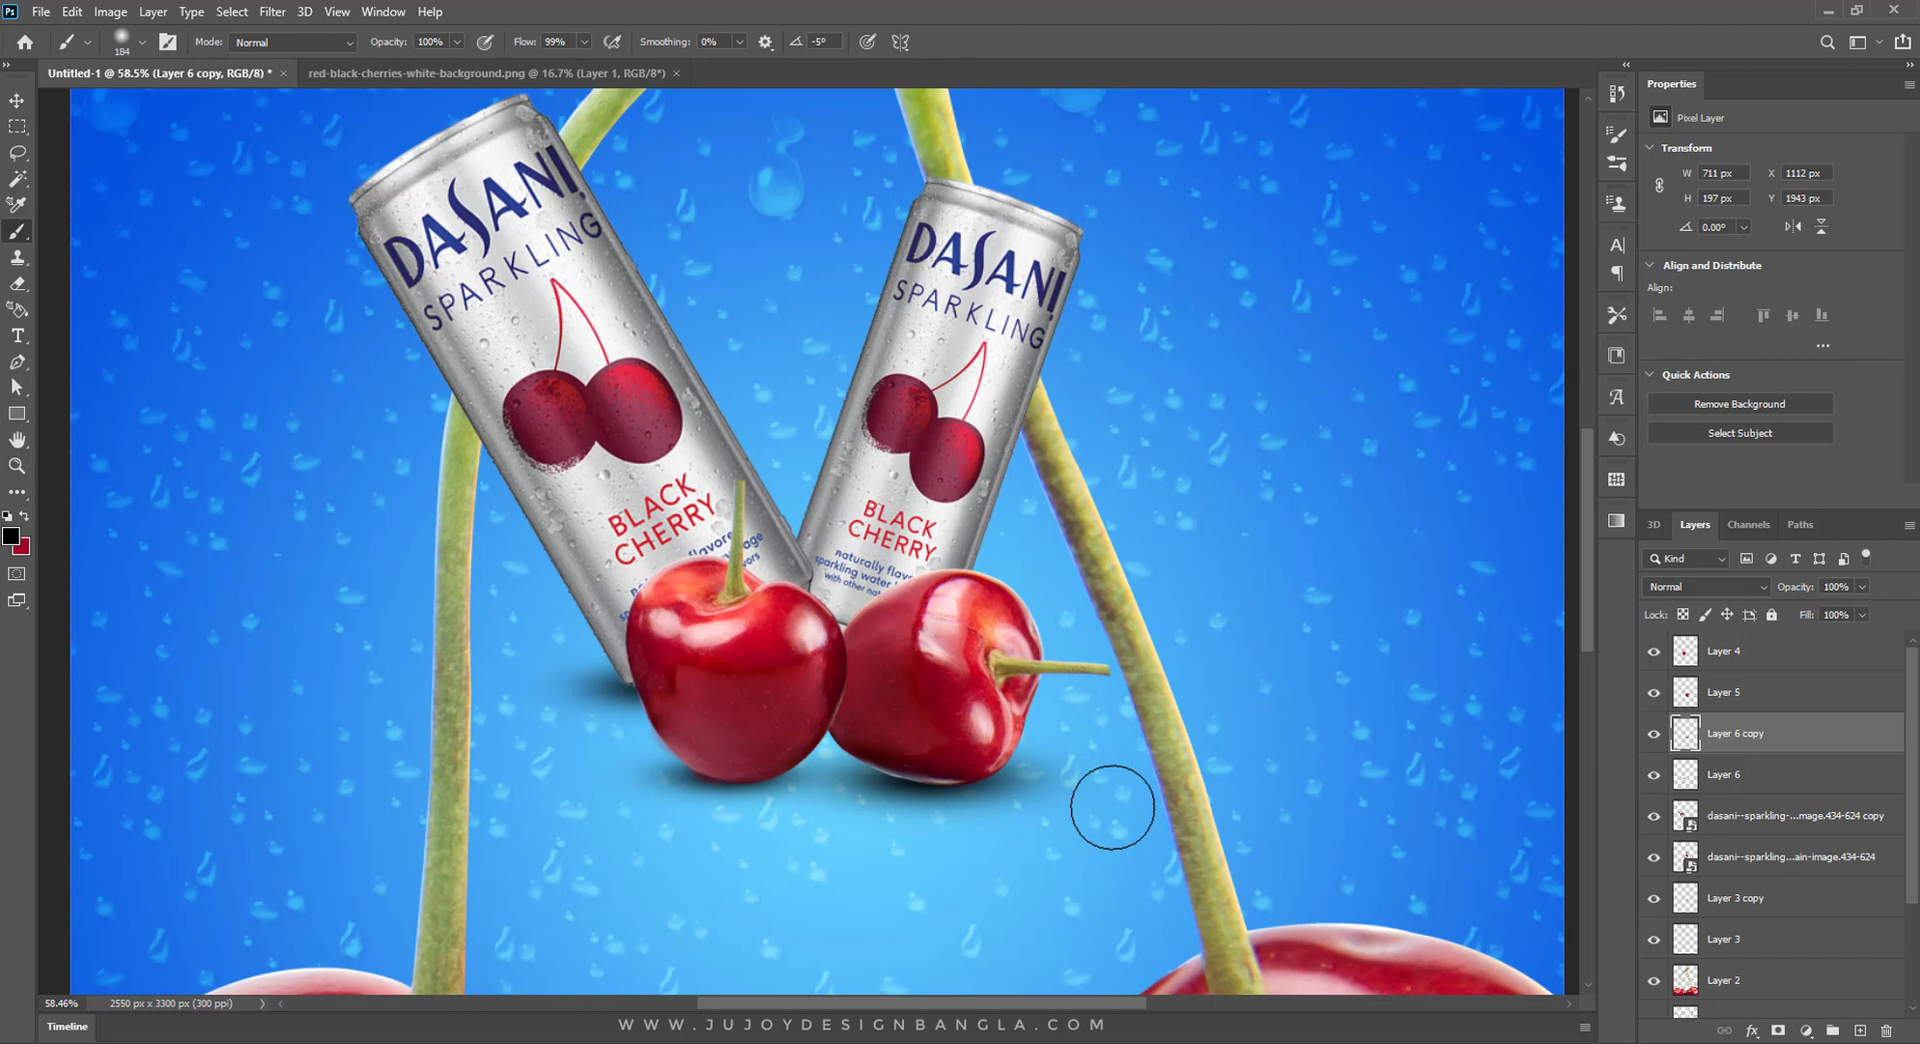 Ps File Edit Image Layer Type Select Filter 3D View Window Help
184 Mode: Normal Opacity: 100% Flow: 99% Smoothing: 0% -5°
Untitled-1 @ 58.5% (Layer 6 copy, RGB/8) * red-black-cherries-white-background.png @ 16.7% (Layer 1, RGB/8*)
Properties
Pixel Layer
Transform
W 711 px X 1112 px
H 197 px Y 1943 px
0.00°
Align and Distribute
Align:
Quick Actions
Remove Background
Select Subject
3D Layers Channels Paths
Kind
Normal Opacity: 100%
Lock: Fill: 100%
Layer 4
Layer 5
Layer 6 copy
Layer 6
dasani--sparkling-...mage.434-624 copy
dasani--sparkling...ain-image.434-624
Layer 3 copy
Layer 3
Layer 2
DASANI
SPARKLING
BLACK
CHERRY
DASANI
SPARKLING
BLACK
CHERRY
naturally flav
sparkling water
with other nat
58.46% 2550 px x 3300 px (300 ppi)
Timeline
WWW.JUJOYDESIGNBANGLA.COM